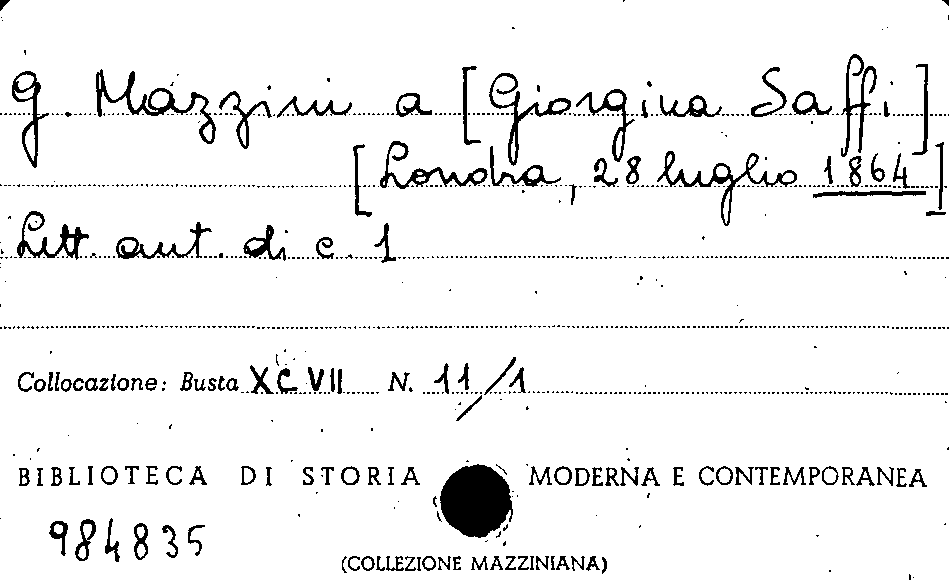 G. Mazzini a [Giorgina Saffi]
[Londra, 28 luglio 1864]
Lett. aut. di c. 1
Collocazione: Busta XCVII N. 11/1
BIBLIOTECA DI STORIA MODERNA E CONTEMPORANEA
984835
(COLLEZIONE MAZZINIANA)